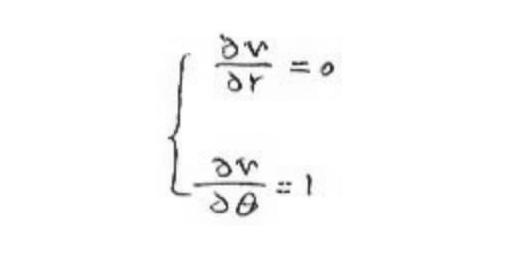 ∂v/∂r = 0
∂v/∂θ = 1